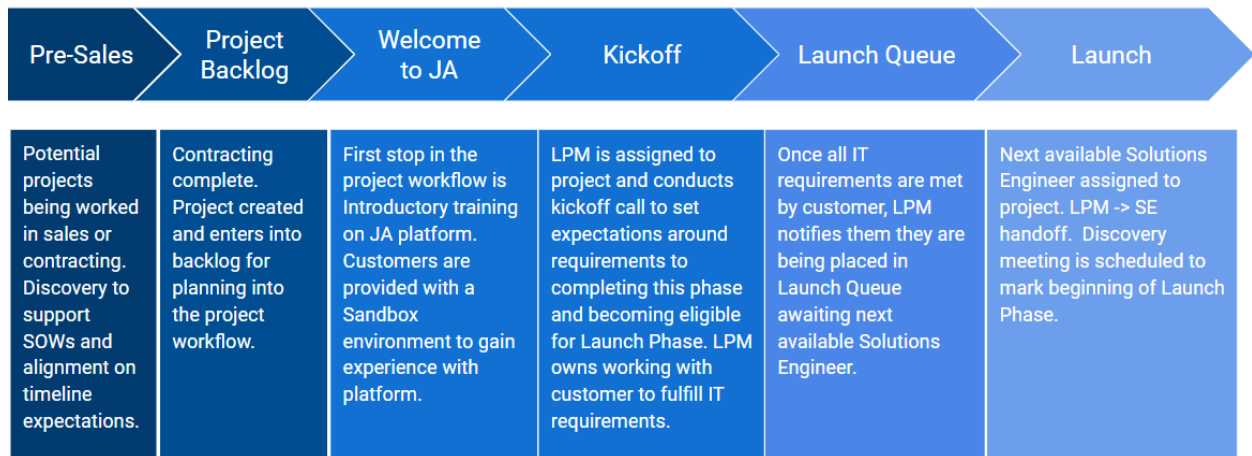 Pre-Sales
Project
Backlog
Welcome
to JA
Kickoff
Launch Queue
Launch
Potential
projects
being worked
in sales or
contracting.
Discovery to
support
SOWs and
alignment on
timeline
expectations.
Contracting
complete.
Project created
and enters into
backlog for
planning into
the project
workflow.
First stop in the
project workflow is
Introductory training
on JA platform.
Customers are
provided with a
Sandbox
environment to gain
experience with
platform.
LPM is assigned to
project and conducts
kickoff call to set
expectations around
requirements to
completing this phase
and becoming eligible
for Launch Phase. LPM
owns working with
customer to fulfill IT
requirements.
Once all IT
requirements are met
by customer, LPM
notifies them they are
being placed in
Launch Queue
awaiting next
available Solutions
Engineer.
Next available Solutions
Engineer assigned to
project. LPM -> SE
handoff.  Discovery
meeting is scheduled to
mark beginning of Launch
Phase.